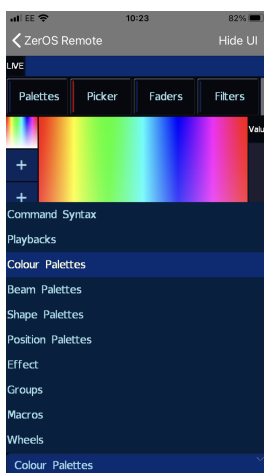 EE 10:23 82%
ZerOS Remote Hide UI
LIVE
Palettes Picker Faders Filters
Valu
+
+
Command Syntax
Playbacks
Colour Palettes
Beam Palettes
Shape Palettes
Position Palettes
Effect
Groups
Macros
Wheels
Colour Palettes